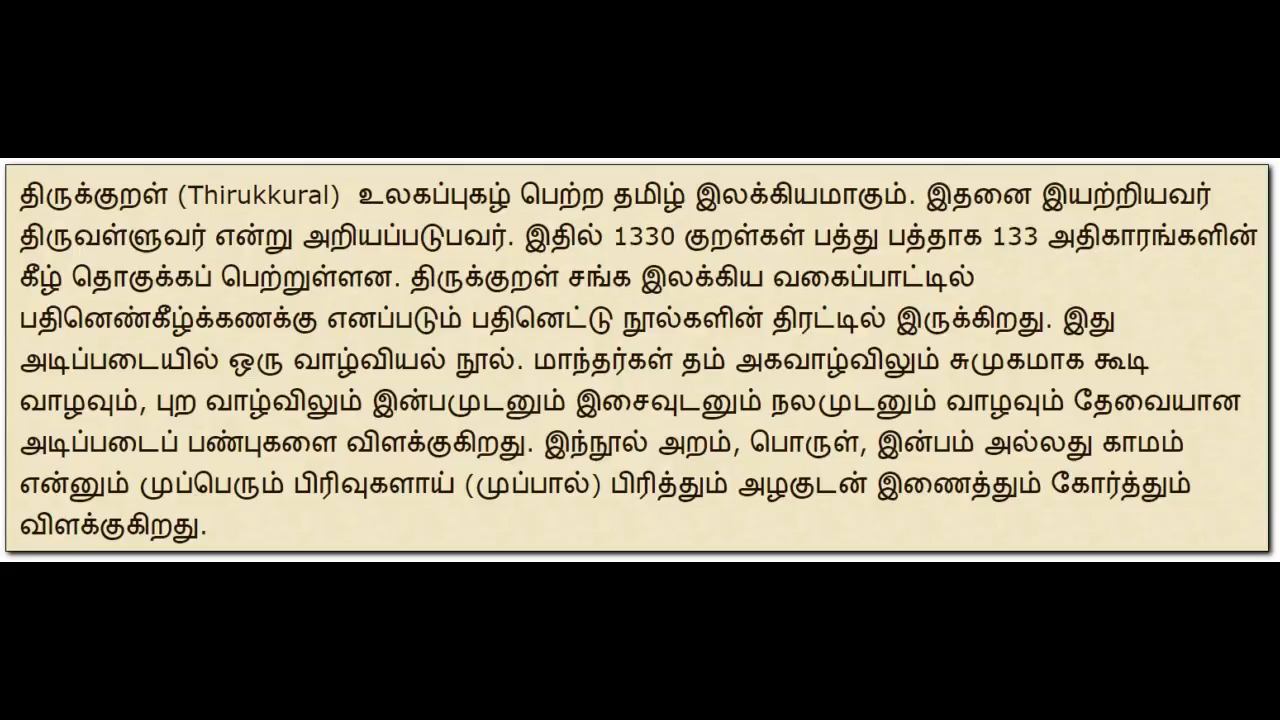 திருக்குறள் (Thirukkural)  உலகப்புகழ் பெற்ற தமிழ் இலக்கியமாகும். இதனை இயற்றியவர்
திருவள்ளுவர் என்று அறியப்படுபவர். இதில் 1330 குறள்கள் பத்து பத்தாக 133 அதிகாரங்களின்
கீழ் தொகுக்கப் பெற்றுள்ளன. திருக்குறள் சங்க இலக்கிய வகைப்பாட்டில்
பதினெண்கீழ்க்கணக்கு எனப்படும் பதினெட்டு நூல்களின் திரட்டில் இருக்கிறது. இது
அடிப்படையில் ஒரு வாழ்வியல் நூல். மாந்தர்கள் தம் அகவாழ்விலும் சுமுகமாக கூடி
வாழவும், புற வாழ்விலும் இன்பமுடனும் இசைவுடனும் நலமுடனும் வாழவும் தேவையான
அடிப்படைப் பண்புகளை விளக்குகிறது. இந்நூல் அறம், பொருள், இன்பம் அல்லது காமம்
என்னும் முப்பெரும் பிரிவுகளாய் (முப்பால்) பிரித்தும் அழகுடன் இணைத்தும் கோர்த்தும்
விளக்குகிறது.